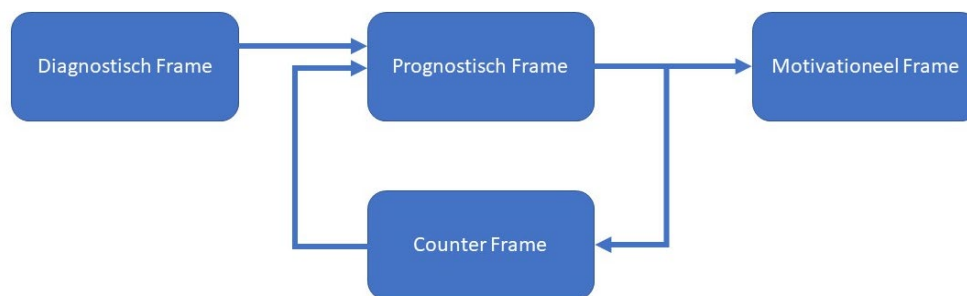 Diagnostisch Frame
Prognostisch Frame
Motivationeel Frame
Counter Frame